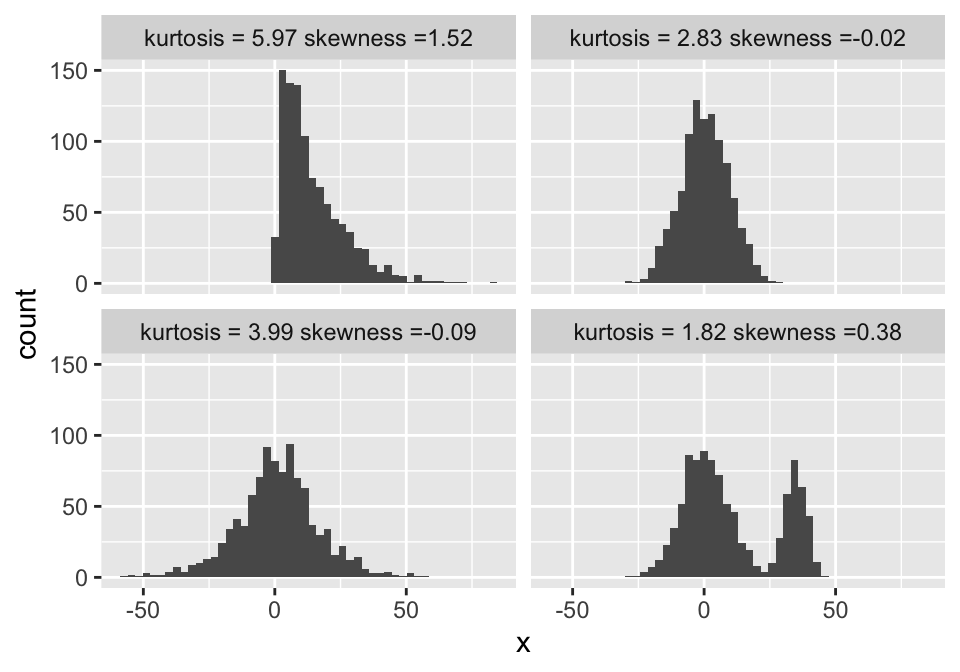 kurtosis = 5.97 skewness =1.52
kurtosis = 2.83 skewness =-0.02
150
100
50
0
kurtosis = 3.99 skewness =-0.09
kurtosis = 1.82 skewness =0.38
150
100
50
0
count
-50 0 50
-50 0 50
x